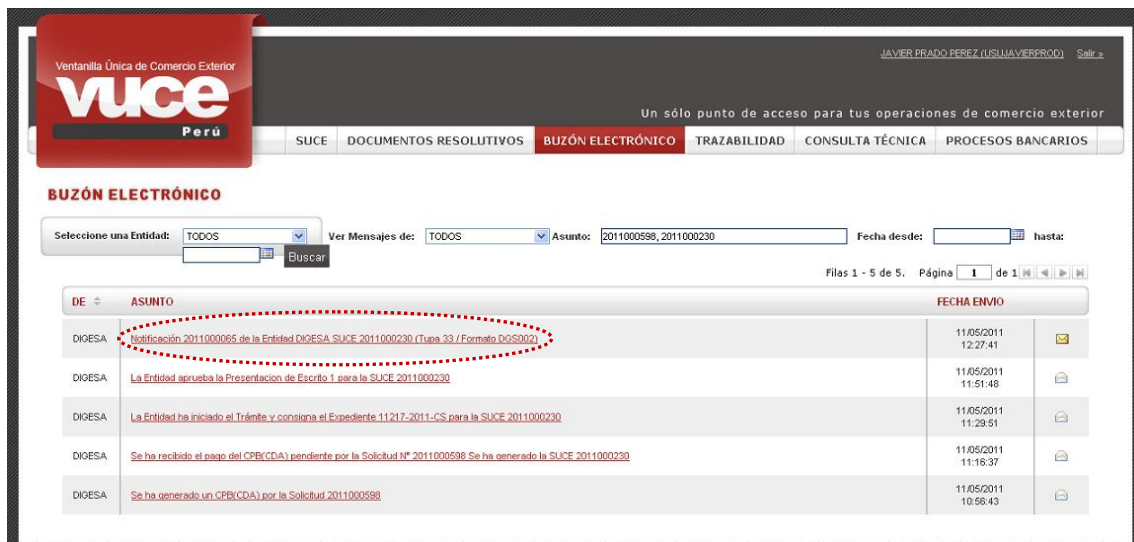 Ventanilla Única de Comercio Exterior
vuce
Perú
JAVIER PRADO PEREZ (USUJAVIERPROD) Salir »
Un sólo punto de acceso para tus operaciones de comercio exterior
SUCE DOCUMENTOS RESOLUTIVOS BUZÓN ELECTRÓNICO TRAZABILIDAD CONSULTA TÉCNICA PROCESOS BANCARIOS
BUZÓN ELECTRÓNICO
Seleccione una Entidad: TODOS Ver Mensajes de: TODOS Asunto: 2011000598, 2011000230 Fecha desde: hasta:
Buscar
Filas 1 - 5 de 5. Página 1 de 1
DE ASUNTO FECHA ENVIO
DIGESA Notificación 2011000065 de la Entidad DIGESA SUCE 2011000230 (Tupa 33 / Formato DGS002) 11/05/2011 12:27:41
DIGESA La Entidad aprueba la Presentacion de Escrito 1 para la SUCE 2011000230 11/05/2011 11:51:48
DIGESA La Entidad ha iniciado el Trámite y consigna el Expediente 11217-2011-CS para la SUCE 2011000230 11/05/2011 11:29:51
DIGESA Se ha recibido el pago del CPB(CDA) pendiente por la Solicitud N° 2011000598 Se ha generado la SUCE 2011000230 11/05/2011 11:16:37
DIGESA Se ha generado un CPB(CDA) por la Solicitud 2011000598 11/05/2011 10:56:43